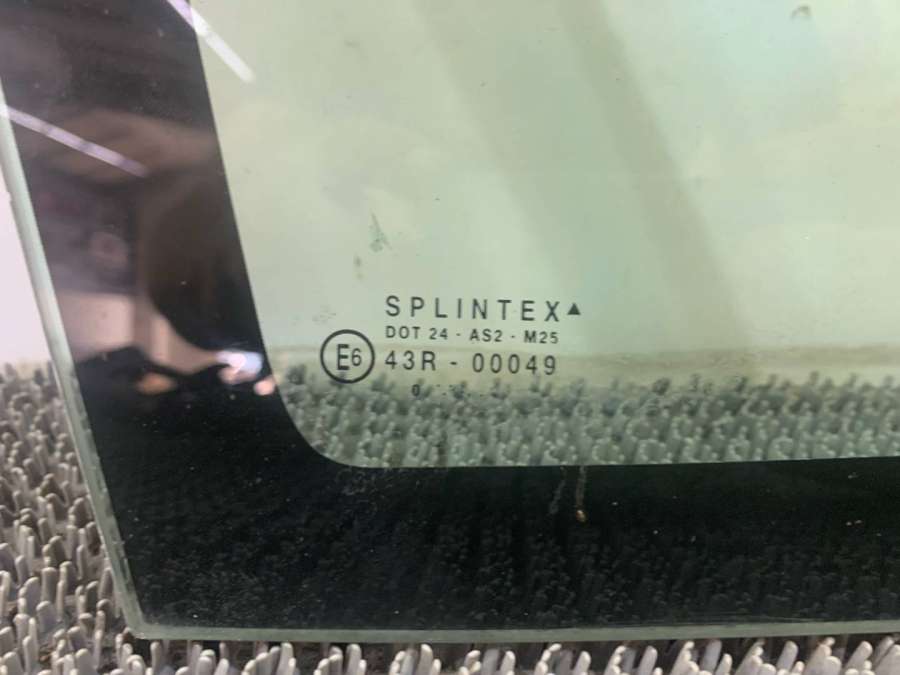 SPLINTEX▲
DOT 24 - AS2 - M25
E6 43R - 00049